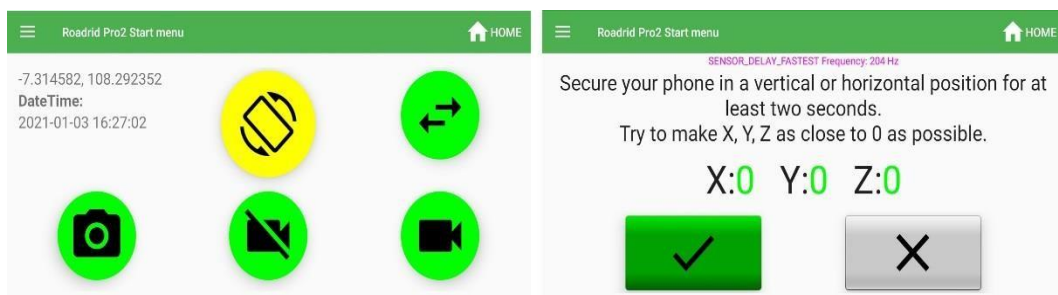 Roadrid Pro2 Start menu
HOME
-7.314582, 108.292352
DateTime:
2021-01-03 16:27:02
Roadrid Pro2 Start menu
HOME
SENSOR_DELAY_FASTEST Frequency: 204 Hz
Secure your phone in a vertical or horizontal position for at
least two seconds.
Try to make X, Y, Z as close to 0 as possible.
X:0 Y:0 Z:0